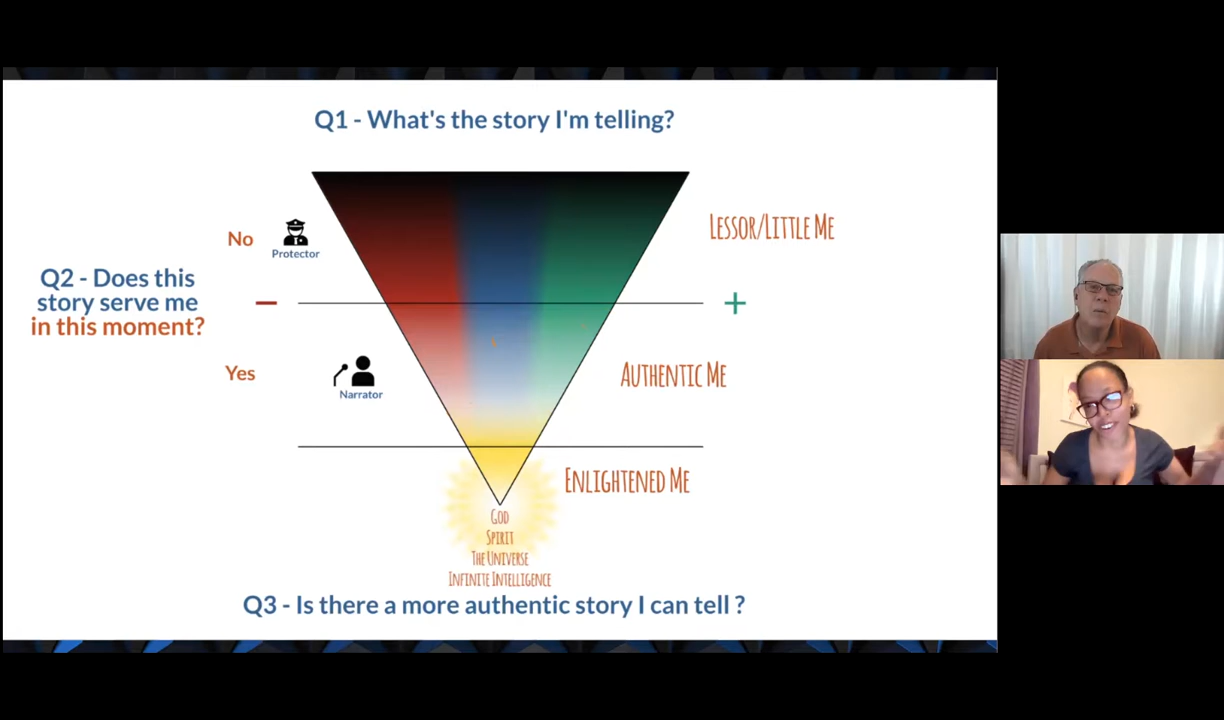 Q1 - What's the story I'm telling?
No
Protector
LESSOR/LITTLE ME
Q2 - Does this
story serve me
in this moment?
−
+
Yes
Narrator
AUTHENTIC ME
ENLIGHTENED ME
GOD
SPIRIT
THE UNIVERSE
INFINITE INTELLIGENCE
Q3 - Is there a more authentic story I can tell ?